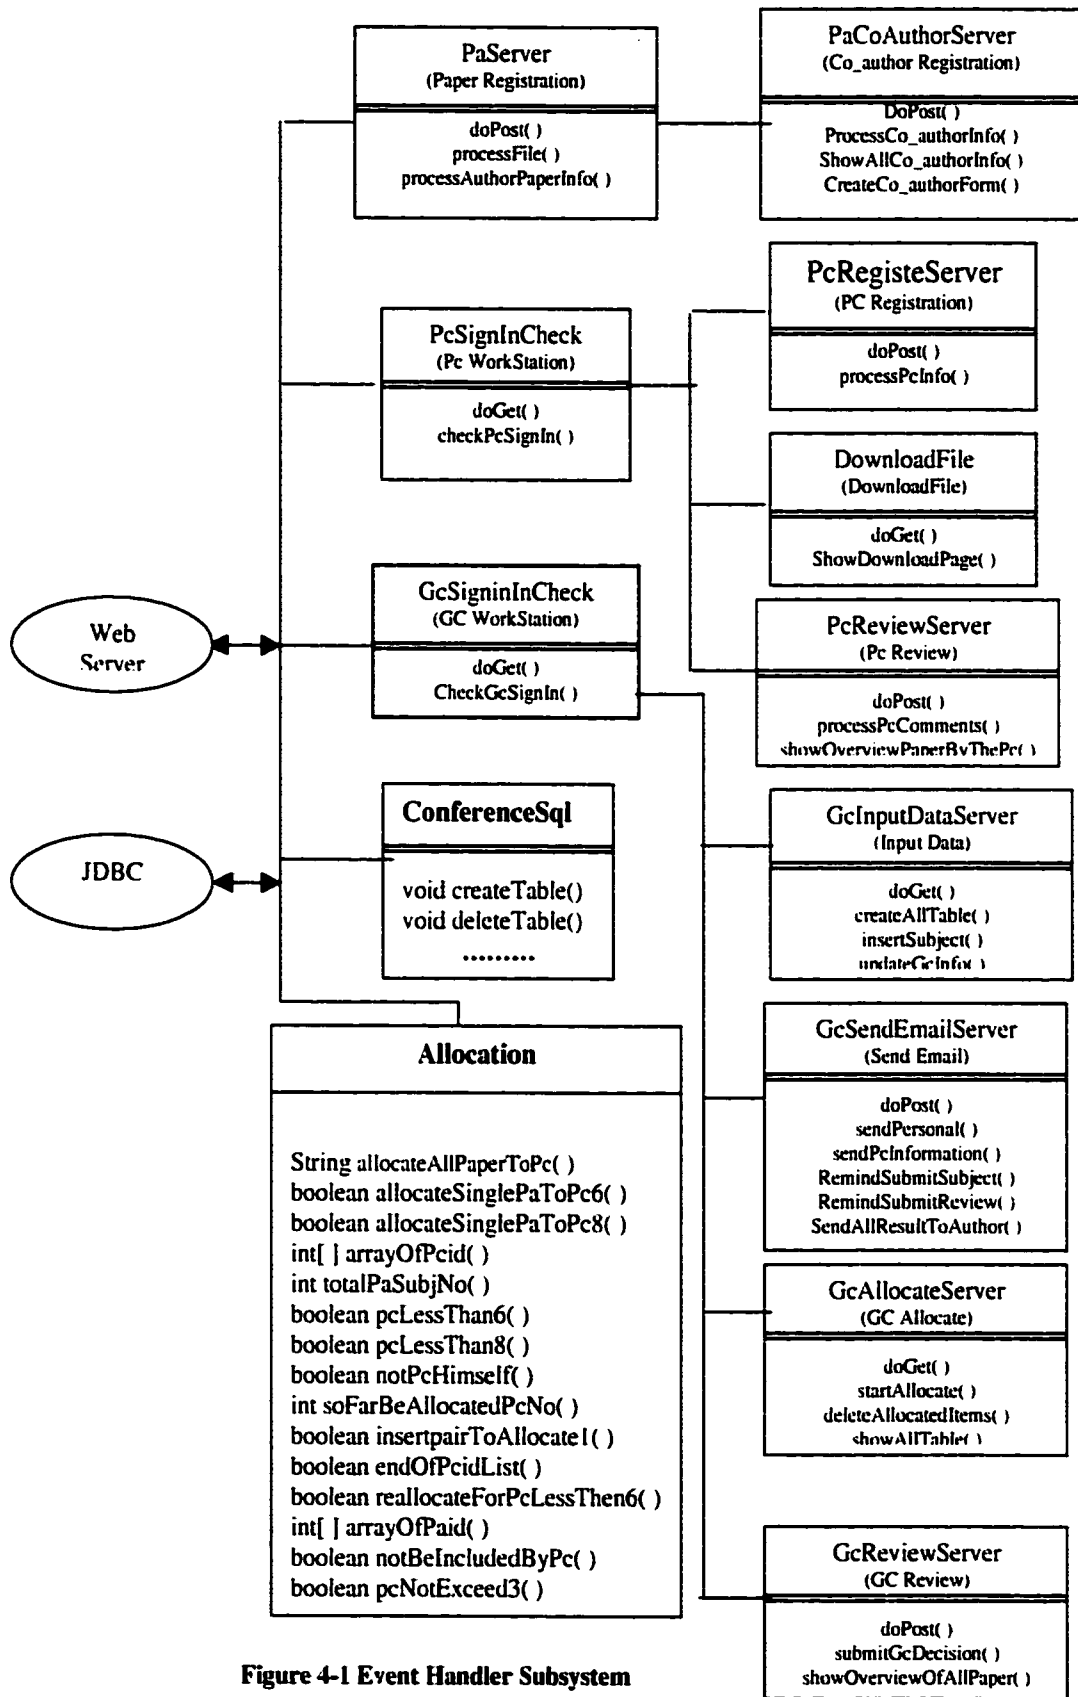 PaServer
(Paper Registration)
doPost( )
processFile( )
processAuthorPaperInfo( )
PaCoAuthorServer
(Co_author Registration)
DoPost( )
ProcessCo_authorInfo( )
ShowAllCo_authorInfo( )
CreateCo_authorForm( )
PcRegisteServer
(PC Registration)
doPost( )
processPcInfo( )
PcSignInCheck
(Pc WorkStation)
doGet( )
checkPcSignIn( )
DownloadFile
(DownloadFile)
doGet( )
ShowDownloadPage( )
GcSigninInCheck
(GC WorkStation)
doGet( )
CheckGcSignIn( )
Web
Server
PcReviewServer
(Pc Review)
doPost( )
processPcComments( )
showOverviewPaperByThePc( )
ConferenceSql
void createTable()
void deleteTable()
.........
JDBC
GcInputDataServer
(Input Data)
doGet( )
createAllTable( )
insertSubject( )
updateGcInfo( )
GcSendEmailServer
(Send Email)
doPost( )
sendPersonal( )
sendPcInformation( )
RemindSubmitSubject( )
RemindSubmitReview( )
SendAllResultToAuthor( )
Allocation
String allocateAllPaperToPc( )
boolean allocateSinglePaToPc6( )
boolean allocateSinglePaToPc8( )
int[ ] arrayOfPcid( )
int totalPaSubjNo( )
boolean pcLessThan6( )
boolean pcLessThan8( )
boolean notPcHimself( )
int soFarBeAllocatedPcNo( )
boolean insertpairToAllocate1( )
boolean endOfPcidList( )
boolean reallocateForPcLessThen6( )
int[ ] arrayOfPaid( )
boolean notBeIncludedByPc( )
boolean pcNotExceed3( )
GcAllocateServer
(GC Allocate)
doGet( )
startAllocate( )
deleteAllocatedItems( )
showAllTable( )
GcReviewServer
(GC Review)
doPost( )
submitGcDecision( )
showOverviewOfAllPaper( )
Figure 4-1 Event Handler Subsystem